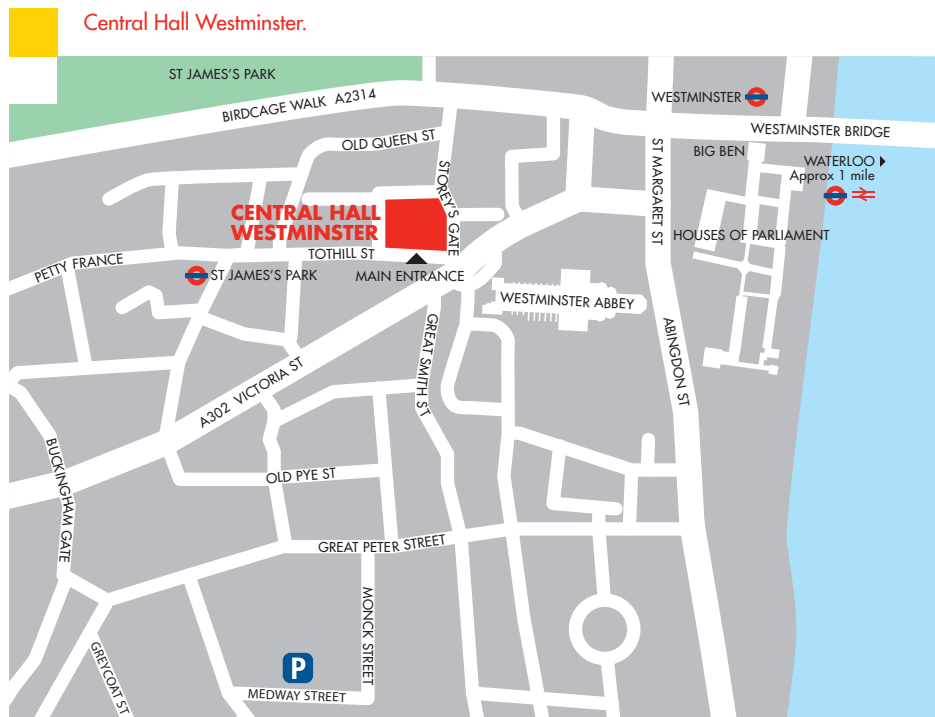 Central Hall Westminster.
ST JAMES'S PARK
BIRDCAGE WALK A2314
WESTMINSTER
WESTMINSTER BRIDGE
OLD QUEEN ST
ST MARGARET ST
BIG BEN
WATERLOO
Approx 1 mile
STOREY'S GATE
CENTRAL HALL
WESTMINSTER
HOUSES OF PARLIAMENT
TOTHILL ST
PETTY FRANCE
ST JAMES'S PARK
MAIN ENTRANCE
WESTMINSTER ABBEY
GREAT SMITH ST
ABINGDON ST
A302 VICTORIA ST
BUCKINGHAM GATE
OLD PYE ST
GREAT PETER STREET
MONCK STREET
GREYCOAT ST
P
MEDWAY STREET